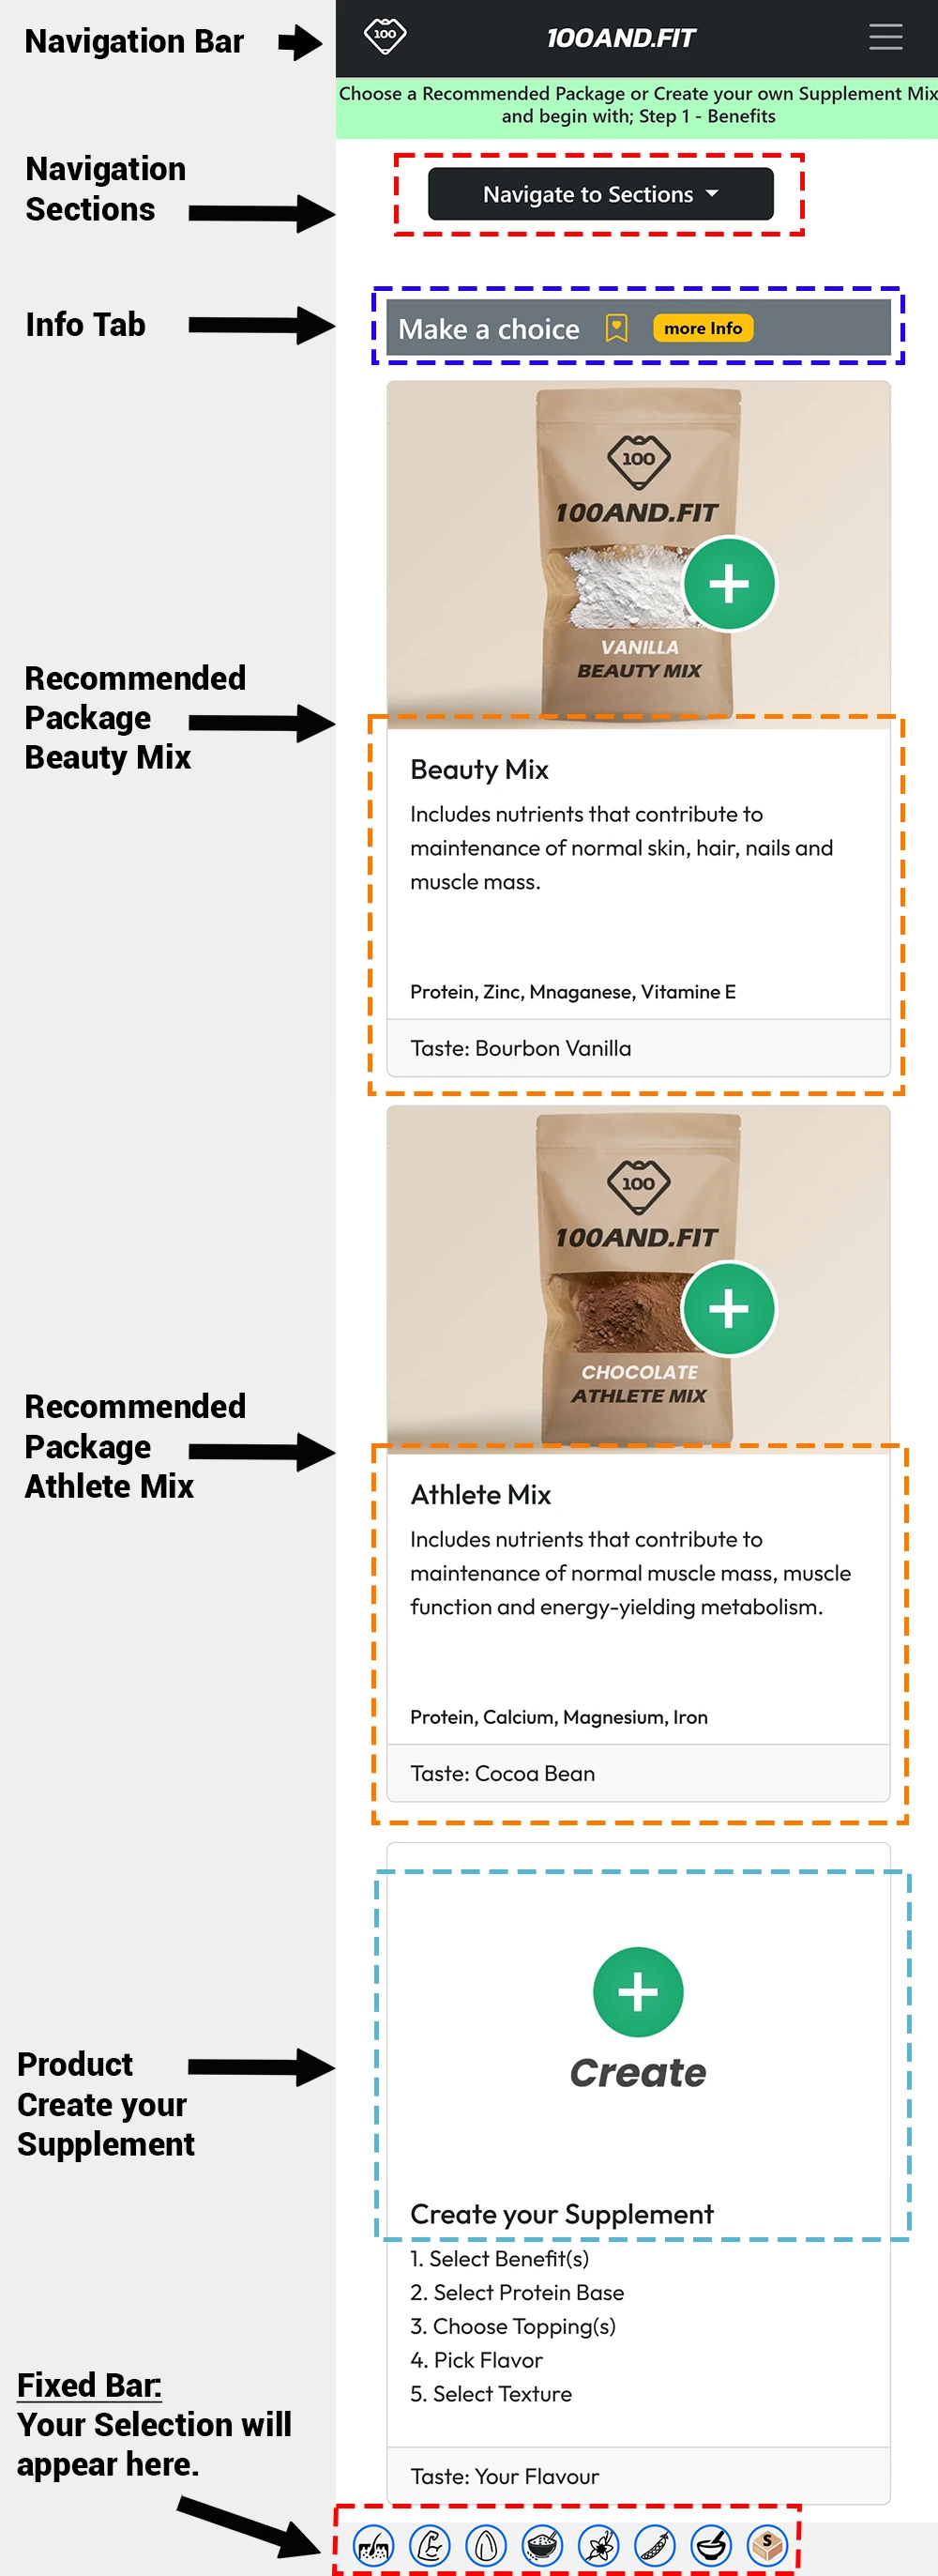 Navigation Bar
100
100AND.FIT
Choose a Recommended Package or Create your own Supplement Mix
and begin with; Step 1 - Benefits
Navigation
Sections
Navigate to Sections
Info Tab
Make a choice
more Info
100
100AND.FIT
VANILLA
BEAUTY MIX
Recommended
Package
Beauty Mix
Beauty Mix
Includes nutrients that contribute to
maintenance of normal skin, hair, nails and
muscle mass.
Protein, Zinc, Mnaganese, Vitamine E
Taste: Bourbon Vanilla
100
100AND.FIT
CHOCOLATE
ATHLETE MIX
Recommended
Package
Athlete Mix
Athlete Mix
Includes nutrients that contribute to
maintenance of normal muscle mass, muscle
function and energy-yielding metabolism.
Protein, Calcium, Magnesium, Iron
Taste: Cocoa Bean
Product
Create your
Supplement
Create
Create your Supplement
1. Select Benefit(s)
2. Select Protein Base
3. Choose Topping(s)
4. Pick Flavor
5. Select Texture
Taste: Your Flavour
Fixed Bar:
Your Selection will
appear here.
S